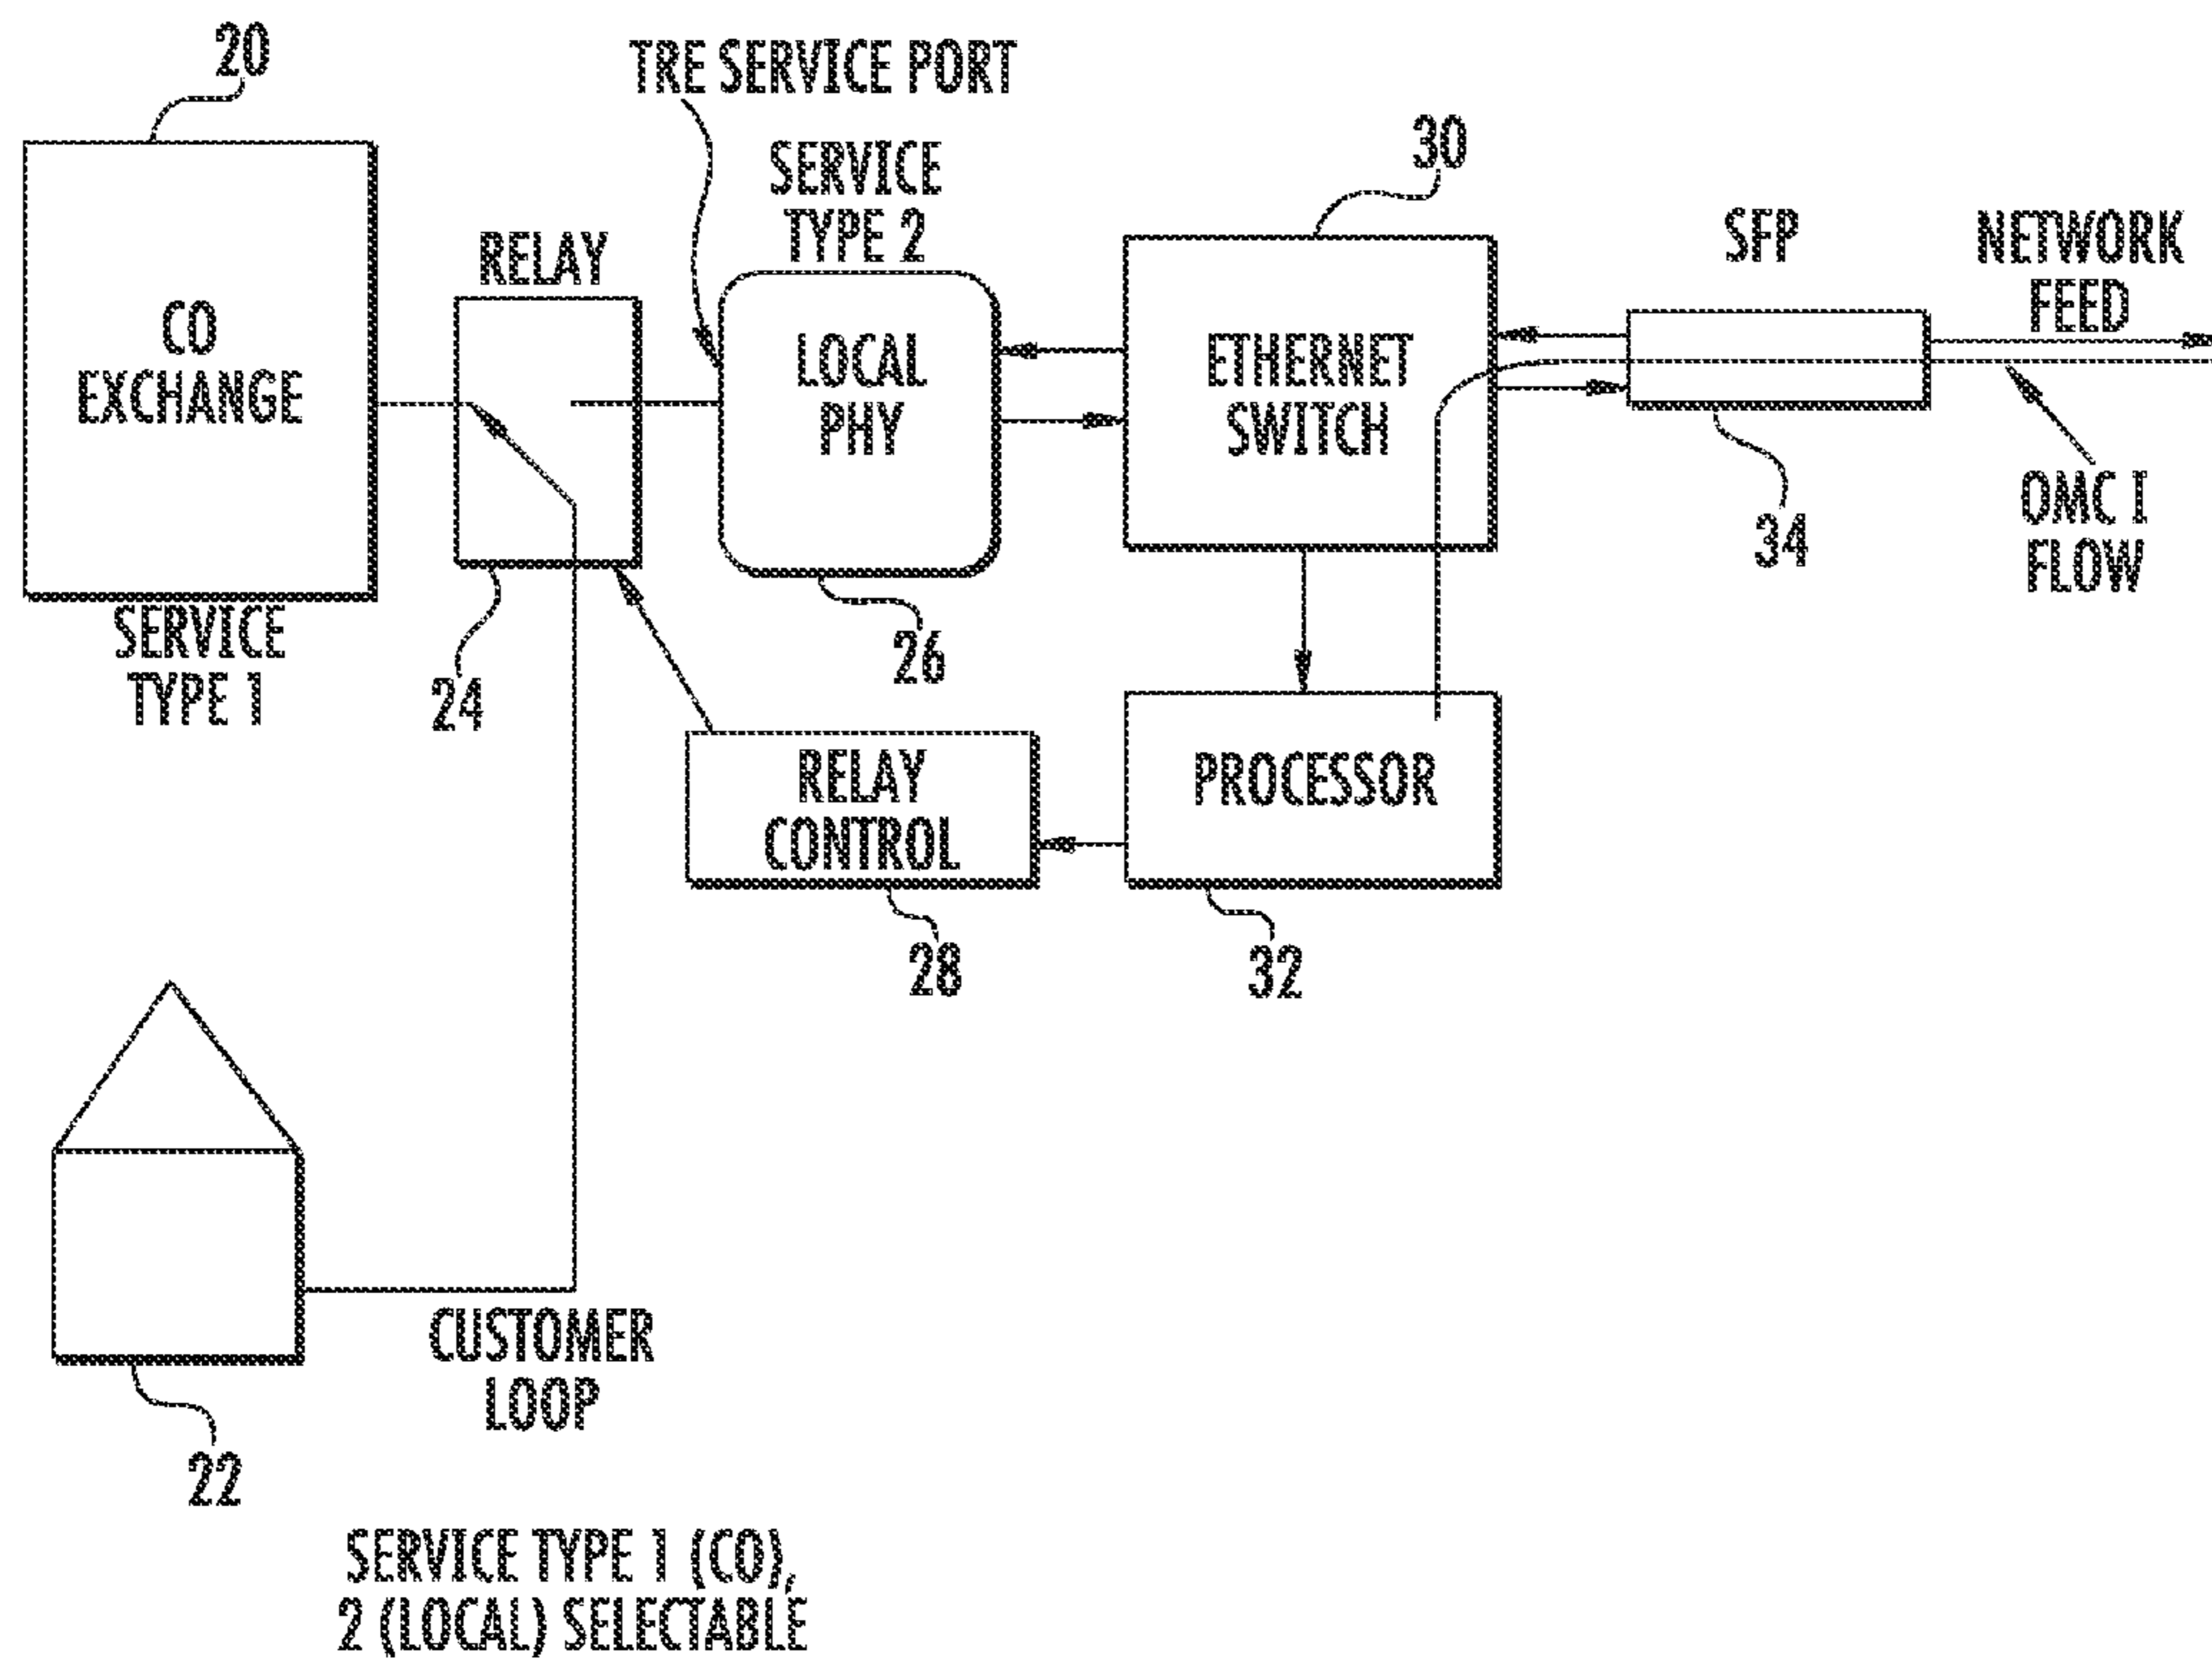 20
TRE SERVICE PORT
30
SERVICE
TYPE 2
SFP
NETWORK
FEED
RELAY
CO
EXCHANGE
LOCAL
PHY
ETHERNET
SWITCH
34
OMC I
FLOW
SERVICE
TYPE 1
24
26
RELAY
CONTROL
PROCESSOR
28
32
CUSTOMER
LOOP
22
SERVICE TYPE 1 (CO),
2 (LOCAL) SELECTABLE